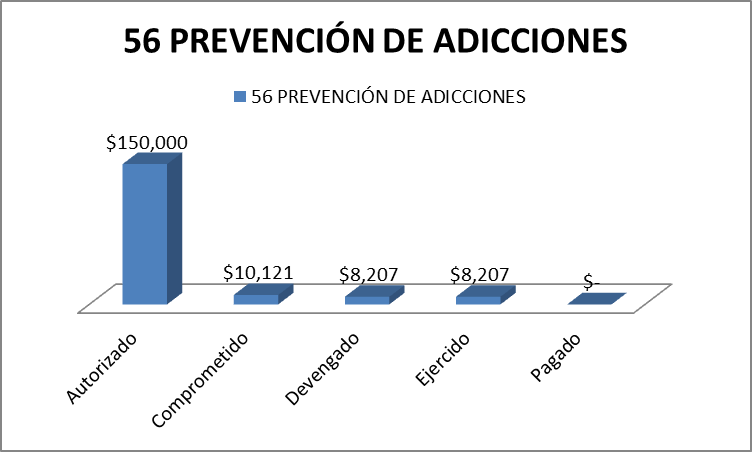 56 PREVENCIÓN DE ADICCIONES
56 PREVENCIÓN DE ADICCIONES
$150,000
$10,121
$8,207
$8,207
$-
Autorizado
Comprometido
Devengado
Ejercido
Pagado